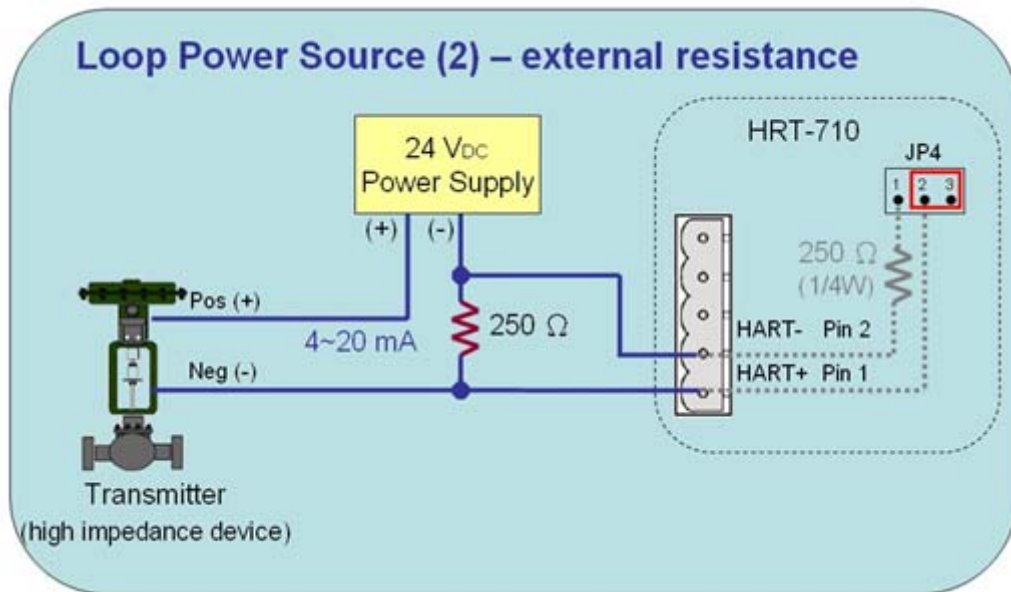 Loop Power Source (2) – external resistance
24 VDC
Power Supply
(+)
(-)
HRT-710
JP4
1 2 3
250 Ω
(1/4W)
Pos (+)
4~20 mA
250 Ω
Neg (-)
HART- Pin 2
HART+ Pin 1
Transmitter
(high impedance device)